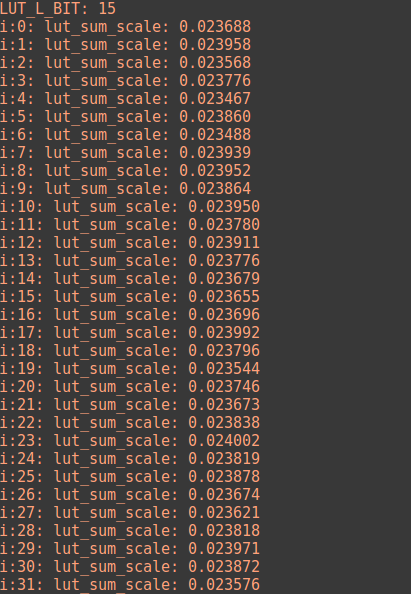 LUT_L_BIT: 15
i:0: lut_sum_scale: 0.023688
i:1: lut_sum_scale: 0.023958
i:2: lut_sum_scale: 0.023568
i:3: lut_sum_scale: 0.023776
i:4: lut_sum_scale: 0.023467
i:5: lut_sum_scale: 0.023860
i:6: lut_sum_scale: 0.023488
i:7: lut_sum_scale: 0.023939
i:8: lut_sum_scale: 0.023952
i:9: lut_sum_scale: 0.023864
i:10: lut_sum_scale: 0.023950
i:11: lut_sum_scale: 0.023780
i:12: lut_sum_scale: 0.023911
i:13: lut_sum_scale: 0.023776
i:14: lut_sum_scale: 0.023679
i:15: lut_sum_scale: 0.023655
i:16: lut_sum_scale: 0.023696
i:17: lut_sum_scale: 0.023992
i:18: lut_sum_scale: 0.023796
i:19: lut_sum_scale: 0.023544
i:20: lut_sum_scale: 0.023746
i:21: lut_sum_scale: 0.023673
i:22: lut_sum_scale: 0.023838
i:23: lut_sum_scale: 0.024002
i:24: lut_sum_scale: 0.023819
i:25: lut_sum_scale: 0.023878
i:26: lut_sum_scale: 0.023674
i:27: lut_sum_scale: 0.023621
i:28: lut_sum_scale: 0.023818
i:29: lut_sum_scale: 0.023971
i:30: lut_sum_scale: 0.023872
i:31: lut_sum_scale: 0.023576